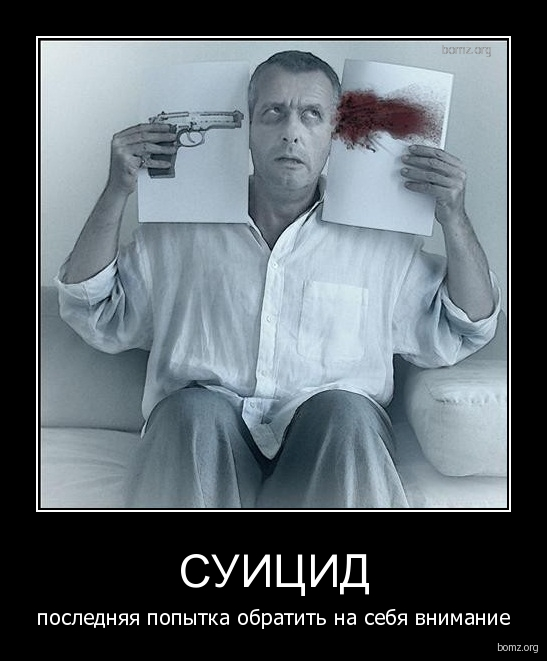 bomz.org
СУИЦИД
последняя попытка обратить на себя внимание
bomz.org